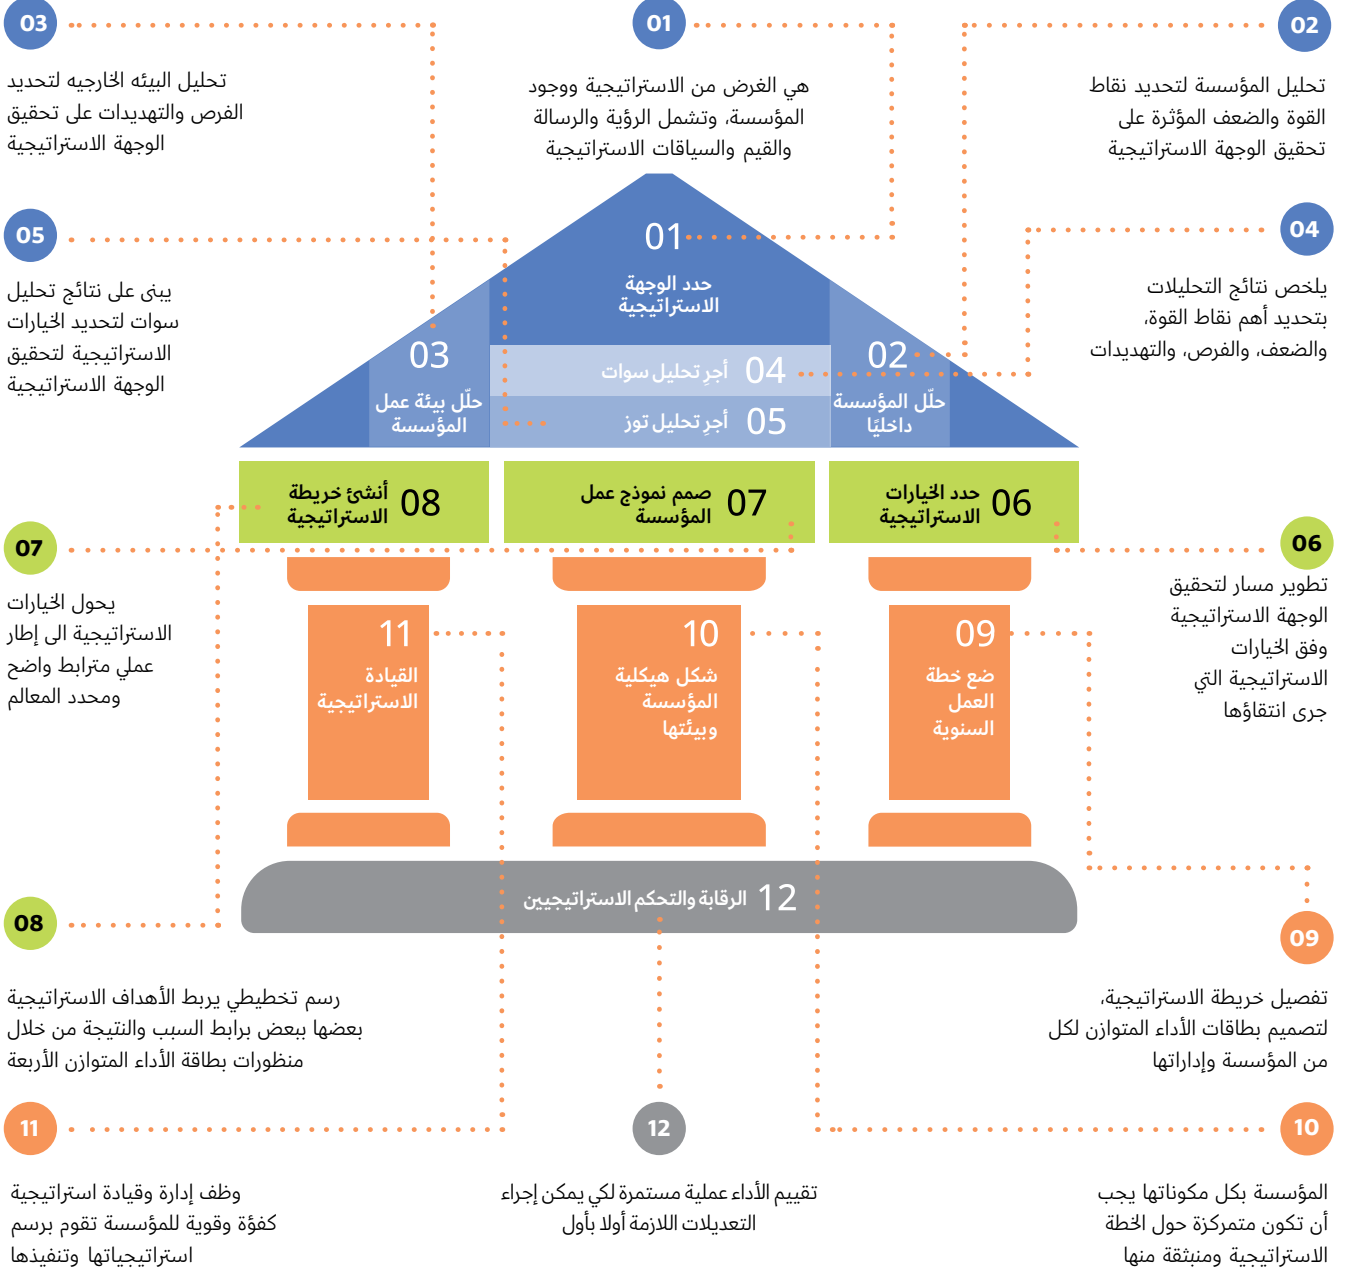 01
هي الغرض من الاستراتيجية ووجود
المؤسسة، وتشمل الرؤية والرسالة
والقيم والسياقات الاستراتيجية
02
تحليل المؤسسة لتحديد نقاط
القوة والضعف المؤثرة على
تحقيق الوجهة الاستراتيجية
03
تحليل البيئه الخارجيه لتحديد
الفرص والتهديدات على تحقيق
الوجهة الاستراتيجية
04
يلخص نتائج التحليلات
بتحديد أهم نقاط القوة،
والضعف، والفرص، والتهديدات
05
يبنى على نتائج تحليل
سوات لتحديد الخيارات
الاستراتيجية لتحقيق
الوجهة الاستراتيجية
01
حدد الوجهة
الاستراتيجية
02
حلّل المؤسسة
داخليًا
03
حلّل بيئة عمل
المؤسسة
04 أجرِ تحليل سوات
05 أجرِ تحليل توز
06 حدد الخيارات
الاستراتيجية
07 صمم نموذج عمل
المؤسسة
08 أنشئ خريطة
الاستراتيجية
06
تطوير مسار لتحقيق
الوجهة الاستراتيجية
وفق الخيارات
الاستراتيجية التي
جرى انتقاؤها
07
يحول الخيارات
الاستراتيجية الى إطار
عملي مترابط واضح
ومحدد المعالم
09
ضع خطة
العمل
السنوية
10
شكل هيكلية
المؤسسة
وبيئتها
11
القيادة
الاستراتيجية
12 الرقابة والتحكم الاستراتيجيين
08
رسم تخطيطي يربط الأهداف الاستراتيجية
بعضها ببعض برابط السبب والنتيجة من خلال
منظورات بطاقة الأداء المتوازن الأربعة
09
تفصيل خريطة الاستراتيجية،
لتصميم بطاقات الأداء المتوازن لكل
من المؤسسة وإداراتها
10
المؤسسة بكل مكوناتها يجب
أن تكون متمركزة حول الخطة
الاستراتيجية ومنبثقة منها
12
تقييم الأداء عملية مستمرة لكي يمكن إجراء
التعديلات اللازمة أولا بأول
11
وظف إدارة وقيادة استراتيجية
كفؤة وقوية للمؤسسة تقوم برسم
استراتيجياتها وتنفيذها